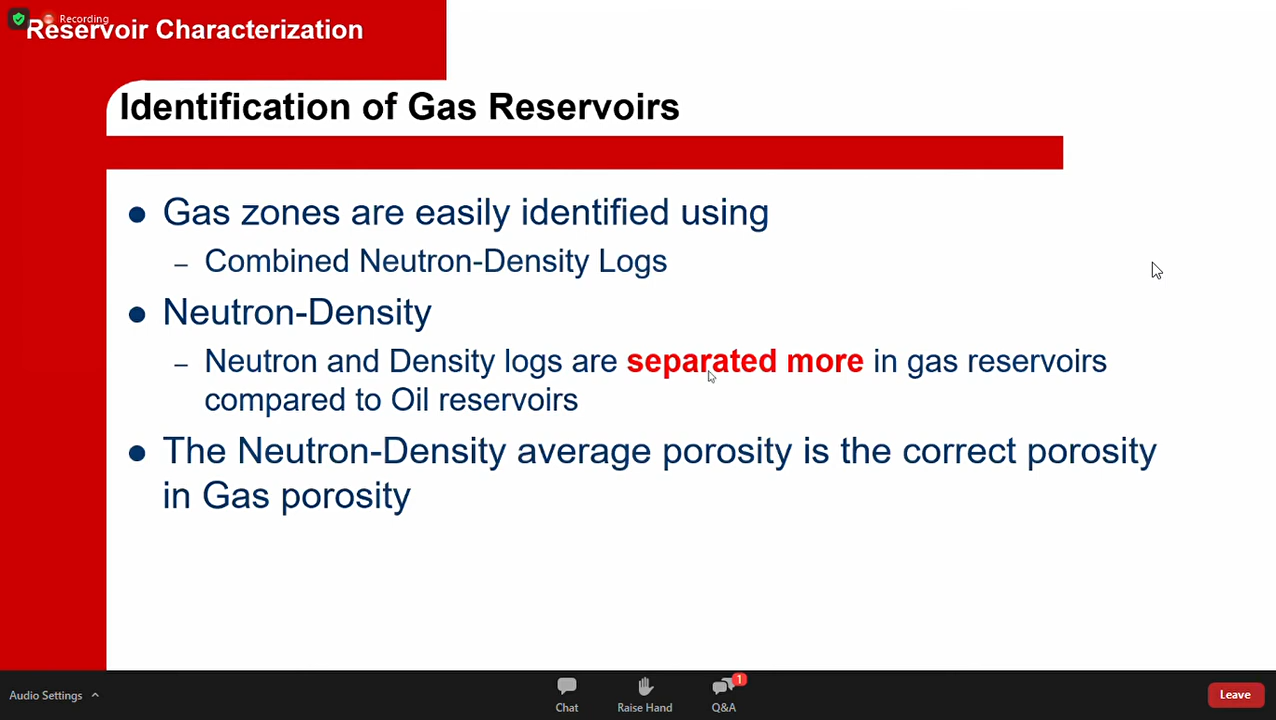 Recording
Reservoir Characterization
Identification of Gas Reservoirs
Gas zones are easily identified using
– Combined Neutron-Density Logs
Neutron-Density
– Neutron and Density logs are separated more in gas reservoirs
compared to Oil reservoirs
The Neutron-Density average porosity is the correct porosity
in Gas porosity
Audio Settings
Chat
Raise Hand
1
Q&A
Leave